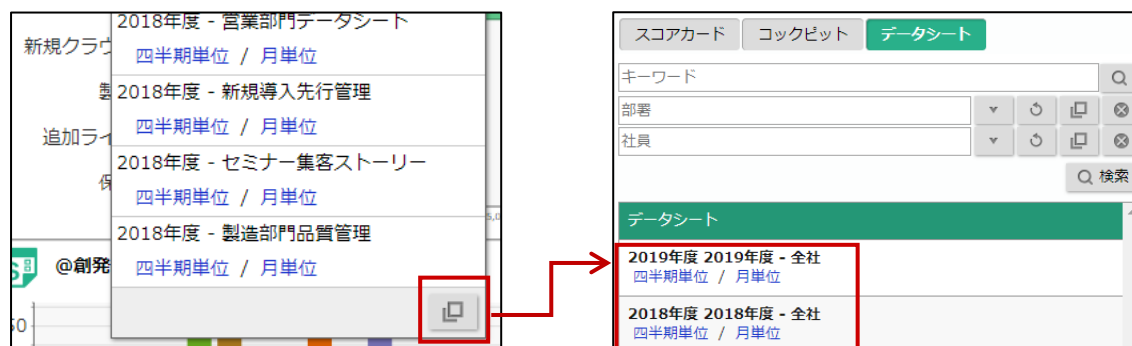 2018年度 - 営業部門データシート
四半期単位 / 月単位
新規クラウ
2018年度 - 新規導入先行管理
四半期単位 / 月単位
追加ライ
2018年度 - セミナー集客ストーリー
四半期単位 / 月単位
2018年度 - 製造部門品質管理
四半期単位 / 月単位
@創発
スコアカード
コックピット
データシート
キーワード
部署
社員
検索
データシート
2019年度 2019年度 - 全社
四半期単位 / 月単位
2018年度 2018年度 - 全社
四半期単位 / 月単位